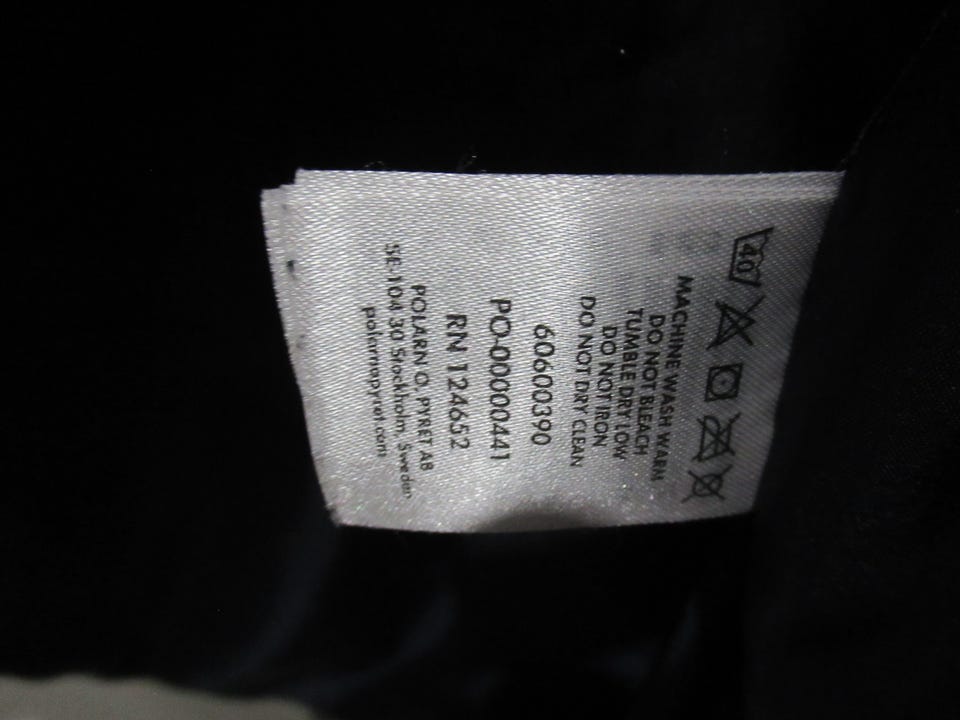 40
MACHINE WASH WARM
DO NOT BLEACH
TUMBLE DRY LOW
DO NOT IRON
DO NOT DRY CLEAN
60600390
PO-00000441
RN 124652
POLARN O. PYRET AB
SE-104 30 Stockholm, Sweden
polarnopyret.com